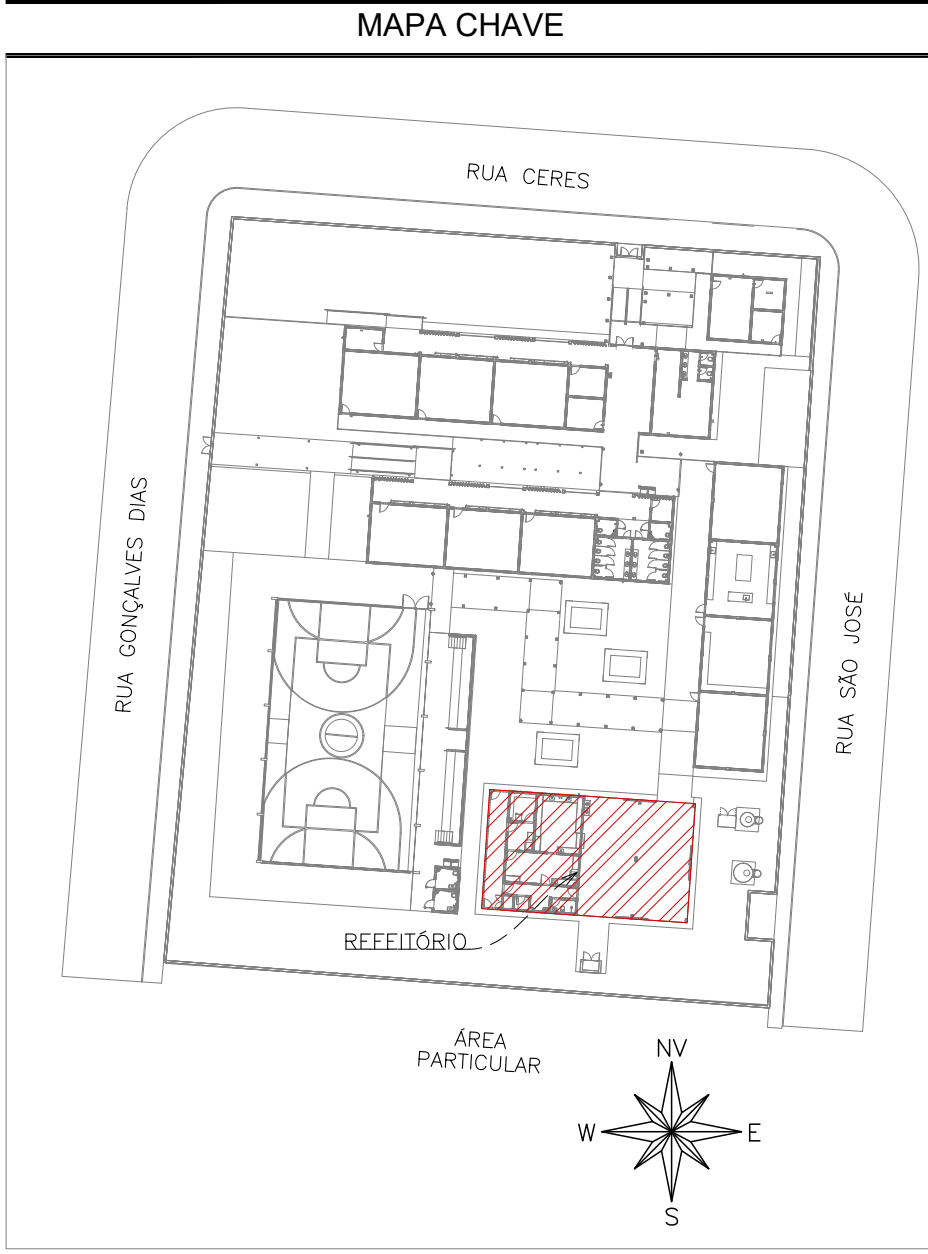 MAPA CHAVE
RUA CERES
RUA GONÇALVES DIAS
RUA SÃO JOSÉ
REFEITÓRIO
ÁREA
PARTICULAR
NV
W
E
S